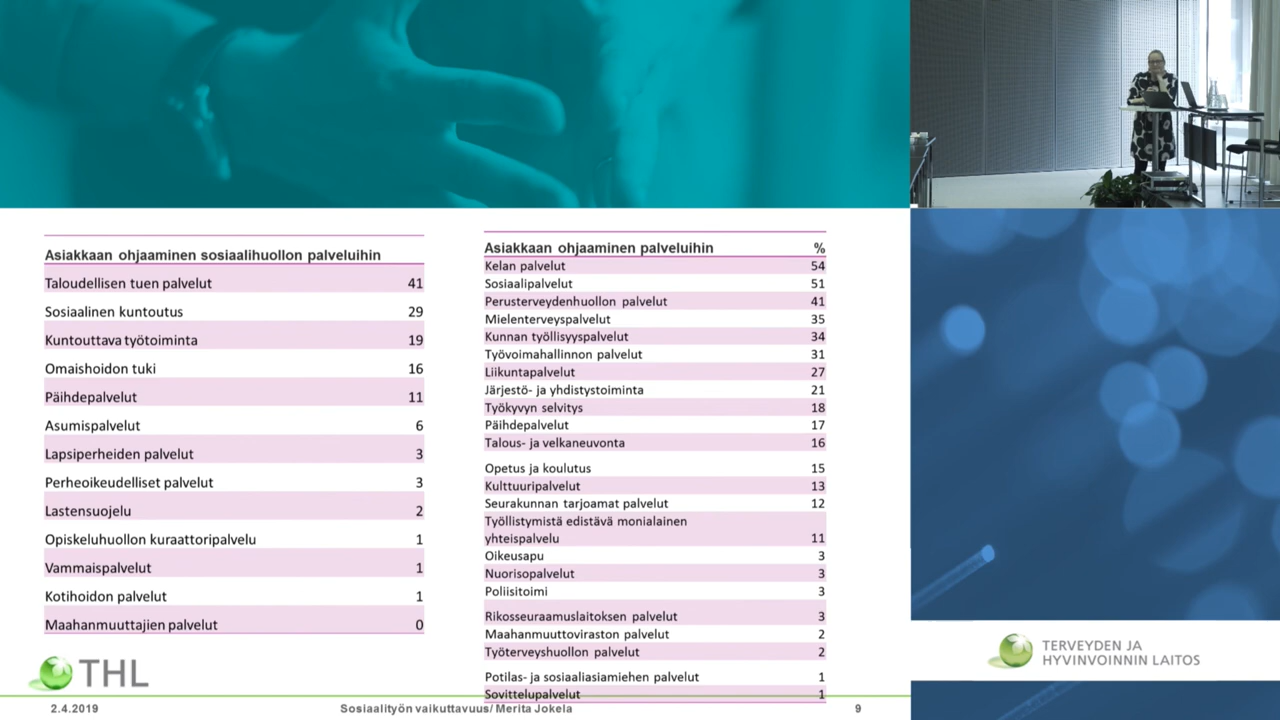 Asiakkaan ohjaaminen sosiaalihuollon palveluihin
Taloudellisen tuen palvelut 41
Sosiaalinen kuntoutus 29
Kuntouttava työtoiminta 19
Omaishoidon tuki 16
Päihdepalvelut 11
Asumispalvelut 6
Lapsiperheiden palvelut 3
Perheoikeudelliset palvelut 3
Lastensuojelu 2
Opiskeluhuollon kuraattoripalvelu 1
Vammaispalvelut 1
Kotihoidon palvelut 1
Maahanmuuttajien palvelut 0
Asiakkaan ohjaaminen palveluihin %
Kelan palvelut 54
Sosiaalipalvelut 51
Perusterveydenhuollon palvelut 41
Mielenterveyspalvelut 35
Kunnan työllisyyspalvelut 34
Työvoimahallinnon palvelut 31
Liikuntapalvelut 27
Järjestö- ja yhdistystoiminta 21
Työkyvyn selvitys 18
Päihdepalvelut 17
Talous- ja velkaneuvonta 16
Opetus ja koulutus 15
Kulttuuripalvelut 13
Seurakunnan tarjoamat palvelut 12
Työllistymistä edistävä monialainen
yhteispalvelu 11
Oikeusapu 3
Nuorisopalvelut 3
Poliisitoimi 3
Rikosseuraamuslaitoksen palvelut 3
Maahanmuuttoviraston palvelut 2
Työterveyshuollon palvelut 2
Potilas- ja sosiaaliasiamiehen palvelut 1
Sovittelupalvelut 1
THL
2.4.2019 Sosiaalityön vaikuttavuus/ Merita Jokela 9
TERVEYDEN JA
HYVINVOINNIN LAITOS